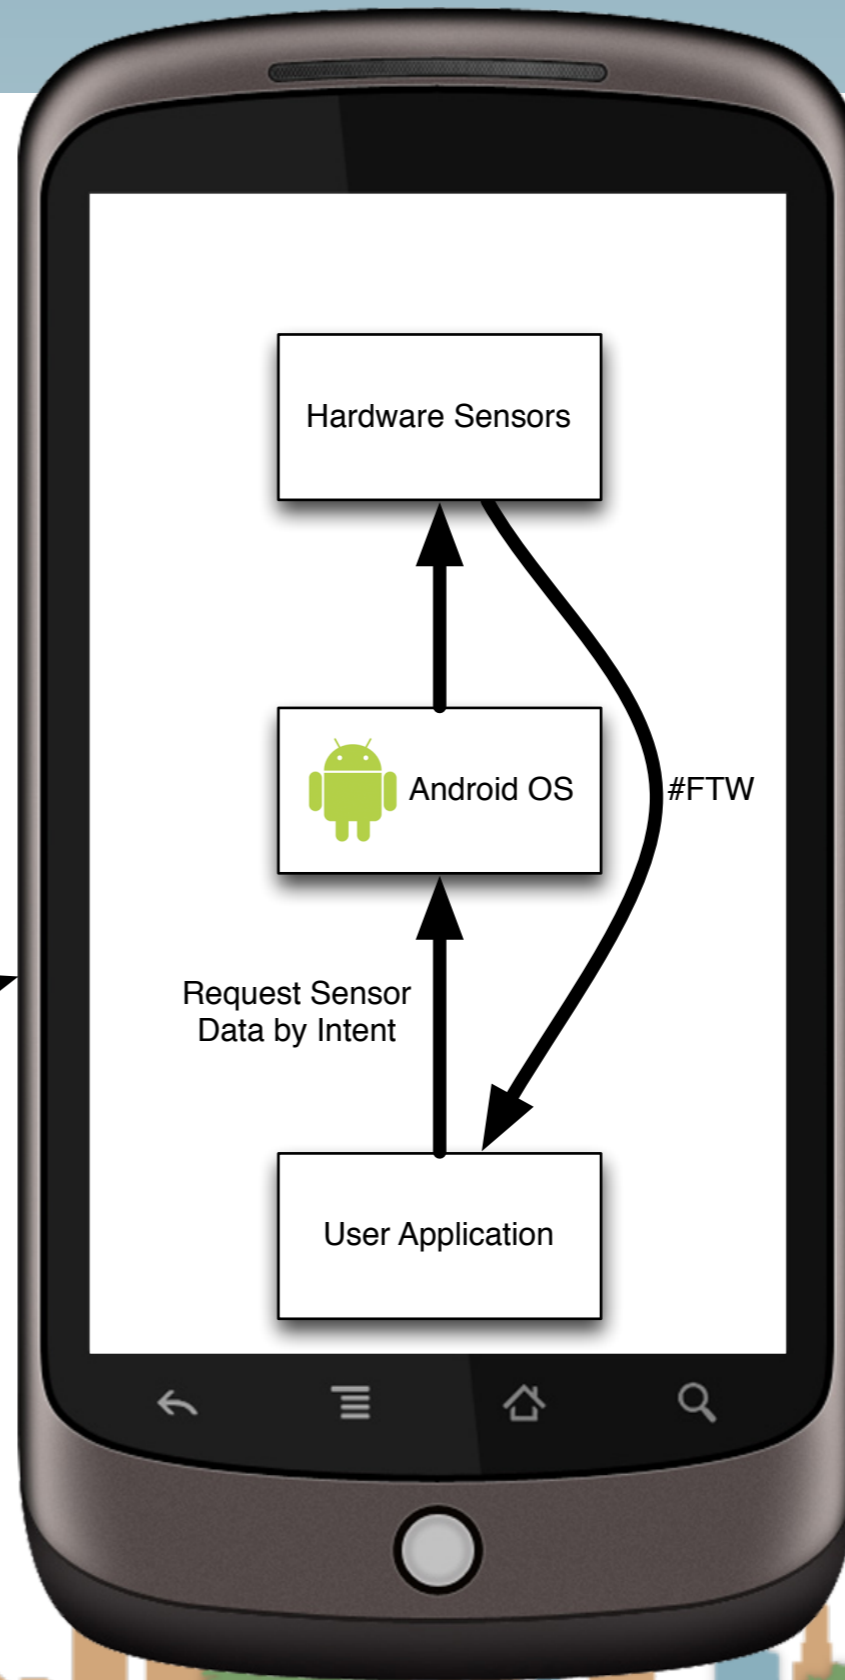 Hardware Sensors
Android OS
#FTW
Request Sensor
Data by Intent
User Application